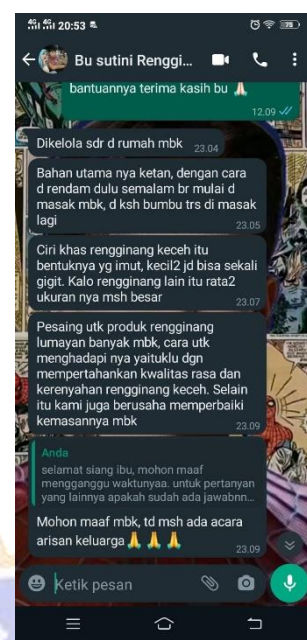 4G 4G 20:53
Bu sutini Renggi...
bantuannya terima kasih bu 🙏
12.09
Dikelola sdr d rumah mbk 23.04
Bahan utama nya ketan, dengan cara
d rendam dulu semalam br mulai d
masak mbk, d ksh bumbu trs di masak
lagi
23.05
Ciri khas rengginang keceh itu
bentuknya yg imut, kecil2 jd bisa sekali
gigit. Kalo rengginang lain itu rata2
ukuran nya msh besar
23.07
Pesaing utk produk rengginang
lumayan banyak mbk, cara utk
menghadapi nya yaituklu dgn
mempertahankan kwalitas rasa dan
kerenyahan rengginang keceh. Selain
itu kami juga berusaha memperbaiki
kemasannya mbk
23.09
Anda
selamat siang ibu, mohon maaf
mengganggu waktunyaa. untuk pertanyan
yang lainnya apakah sudah ada jawabnn...
Mohon maaf mbk, td msh ada acara
arisan keluarga🙏🙏🙏
23.09
Ketik pesan